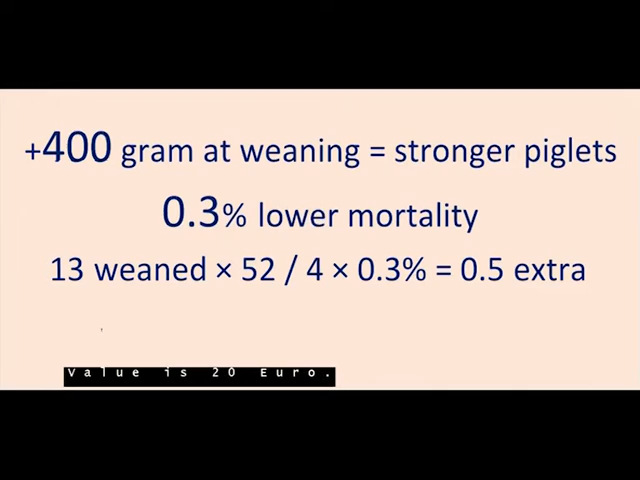 +400 gram at weaning = stronger piglets
0.3% lower mortality
13 weaned × 52 / 4 × 0.3% = 0.5 extra
Value is 20 Euro.